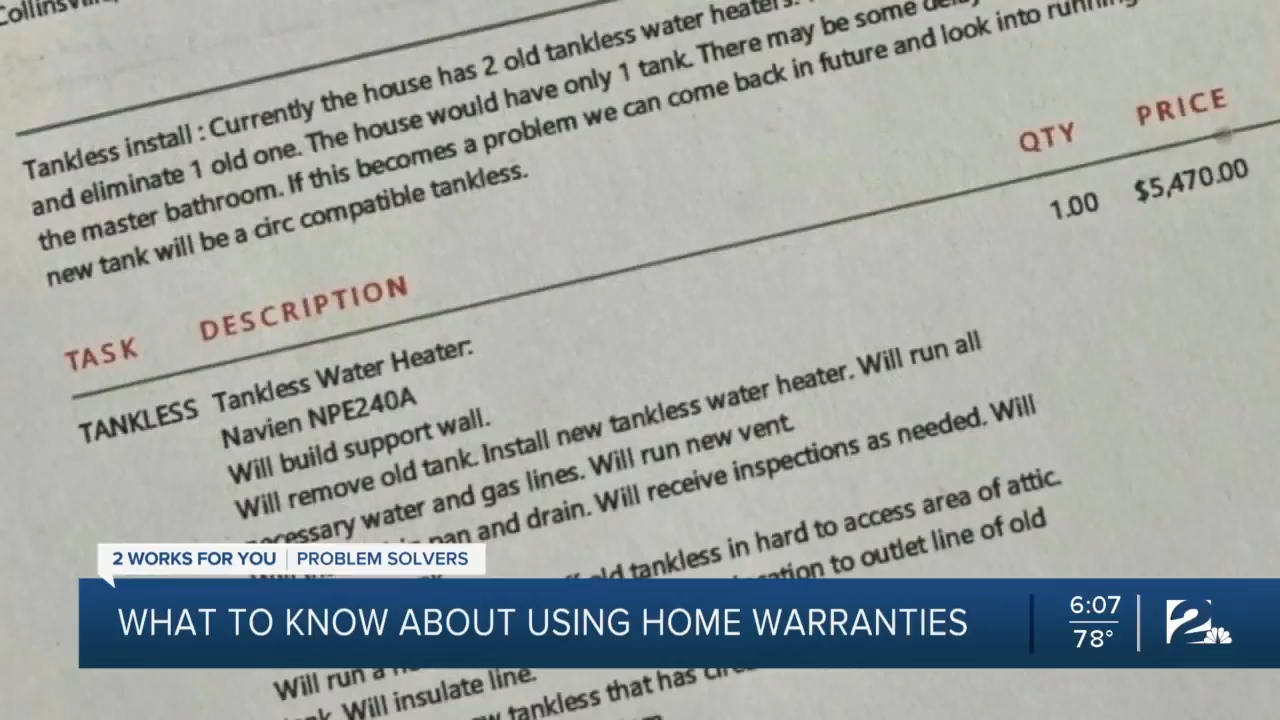 Collinsville,
Tankless install : Currently the house has 2 old tankless water heaters.
and eliminate 1 old one. The house would have only 1 tank. There may be some delay
the master bathroom. If this becomes a problem we can come back in future and look into running
new tank will be a circ compatible tankless.
QTY PRICE
1.00 $5,470.00
TASK DESCRIPTION
TANKLESS Tankless Water Heater:
Navien NPE240A
Will build support wall.
Will remove old tank. Install new tankless water heater. Will run all
necessary water and gas lines. Will run new vent.
pan and drain. Will receive inspections as needed. Will
old tankless in hard to access area of attic.
to outlet line of old
2 WORKS FOR YOU | PROBLEM SOLVERS
WHAT TO KNOW ABOUT USING HOME WARRANTIES
6:07
78°
2
Will run a
Will insulate line.
tankless that has